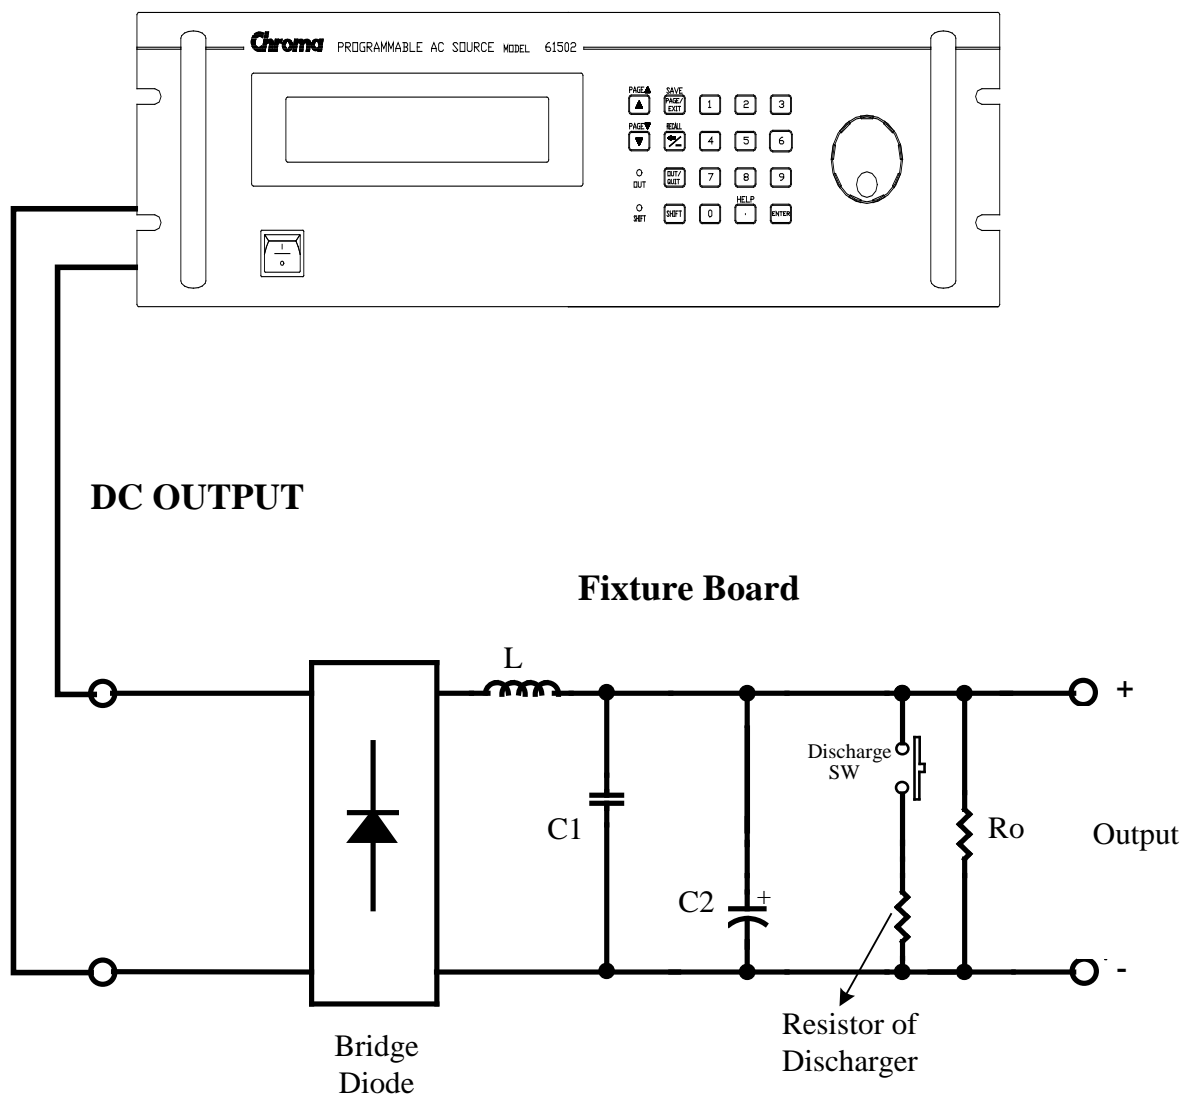 Chroma PROGRAMMABLE AC SOURCE MODEL 61502
PAGE▲ SAVE
▲ PAGE/EXIT 1 2 3
PAGE▼ RECALL
▼ 4 5 6
OUT OUT/QUIT 7 8 9
HELP
SHIFT SHIFT 0 . ENTER
I
O
DC OUTPUT
Fixture Board
L
+
Discharge
SW
C1
Ro
Output
C2 +
-
Resistor of
Discharger
Bridge
Diode